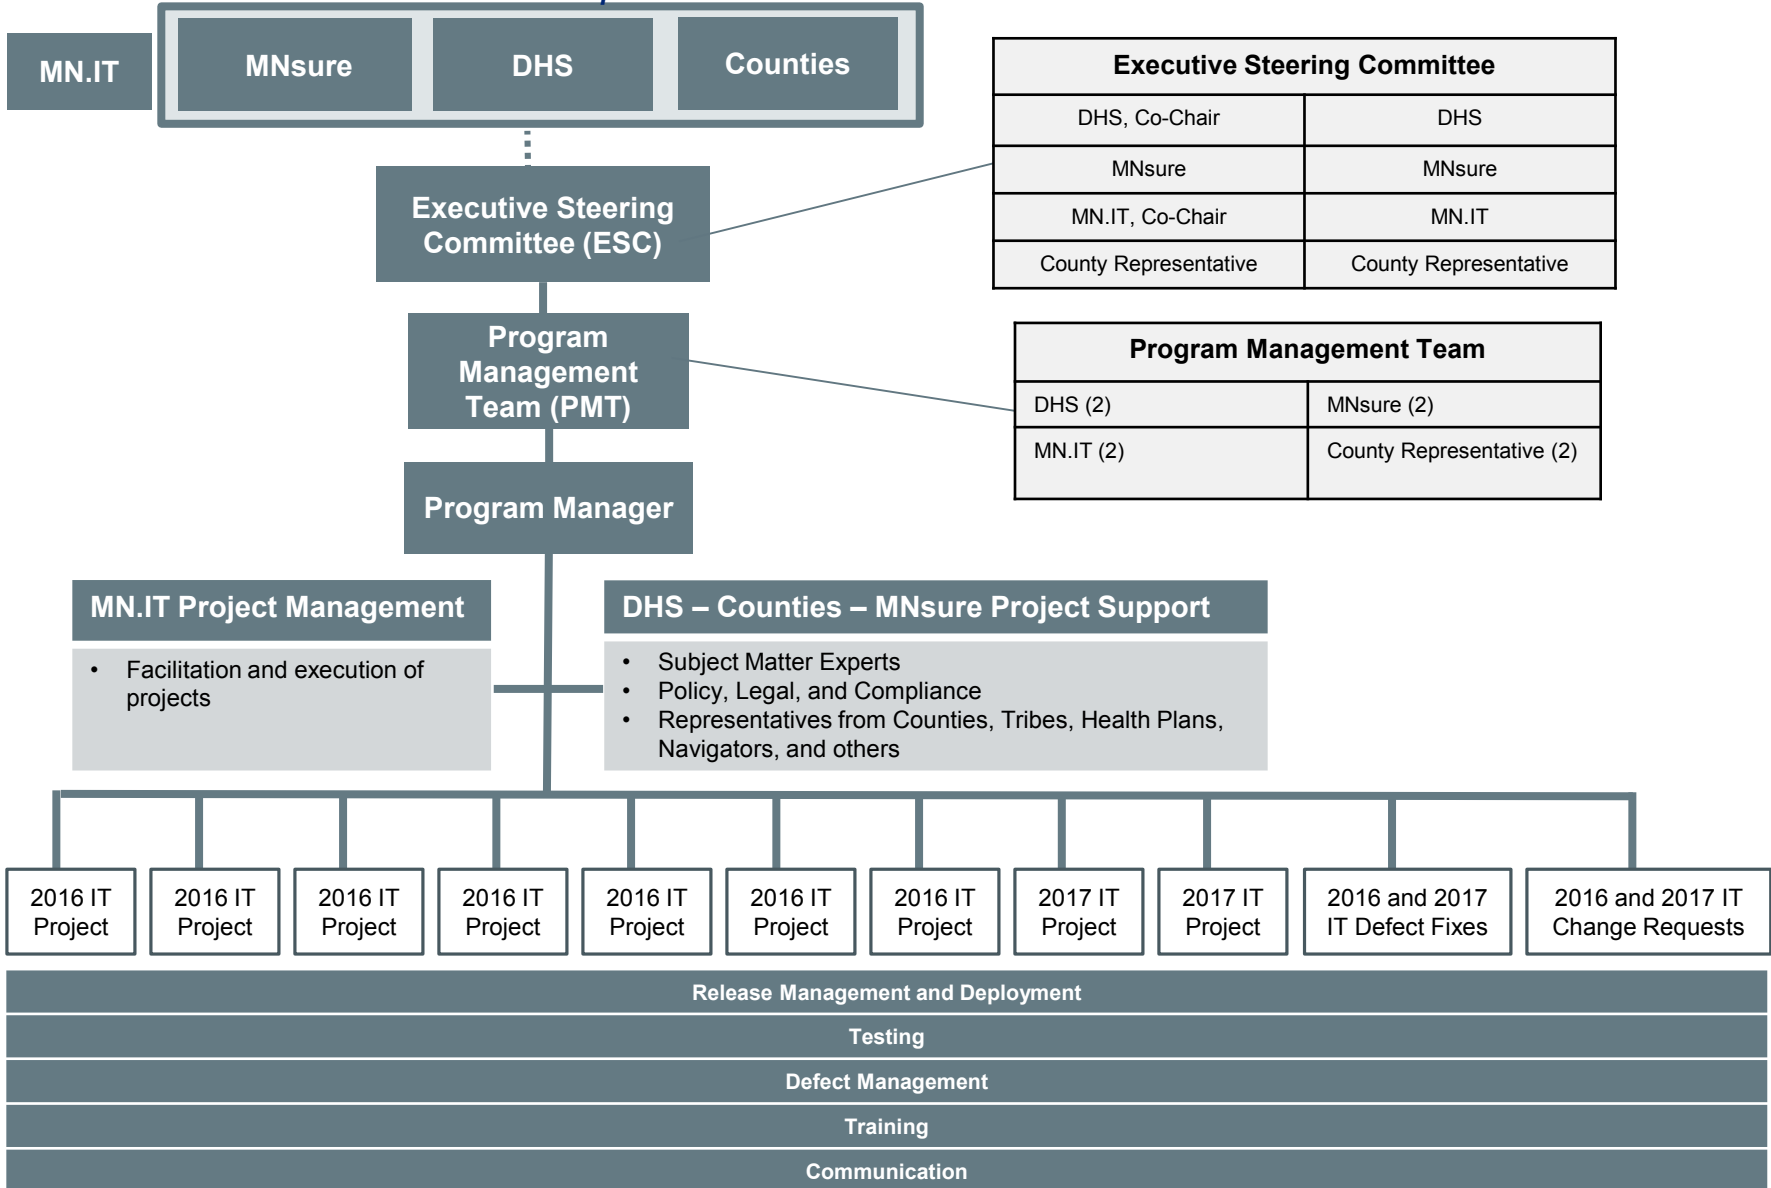 MN.IT
MNsure
DHS
Counties
Executive Steering
Committee (ESC)
Executive Steering Committee
DHS, Co-Chair
DHS
MNsure
MNsure
MN.IT, Co-Chair
MN.IT
County Representative
County Representative
Program
Management
Team (PMT)
Program Management Team
DHS (2)
MNsure (2)
MN.IT (2)
County Representative (2)
Program Manager
MN.IT Project Management
• Facilitation and execution of
projects
DHS – Counties – MNsure Project Support
• Subject Matter Experts
• Policy, Legal, and Compliance
• Representatives from Counties, Tribes, Health Plans,
Navigators, and others
2016 IT
Project
2016 IT
Project
2016 IT
Project
2016 IT
Project
2016 IT
Project
2016 IT
Project
2016 IT
Project
2017 IT
Project
2017 IT
Project
2016 and 2017
IT Defect Fixes
2016 and 2017 IT
Change Requests
Release Management and Deployment
Testing
Defect Management
Training
Communication